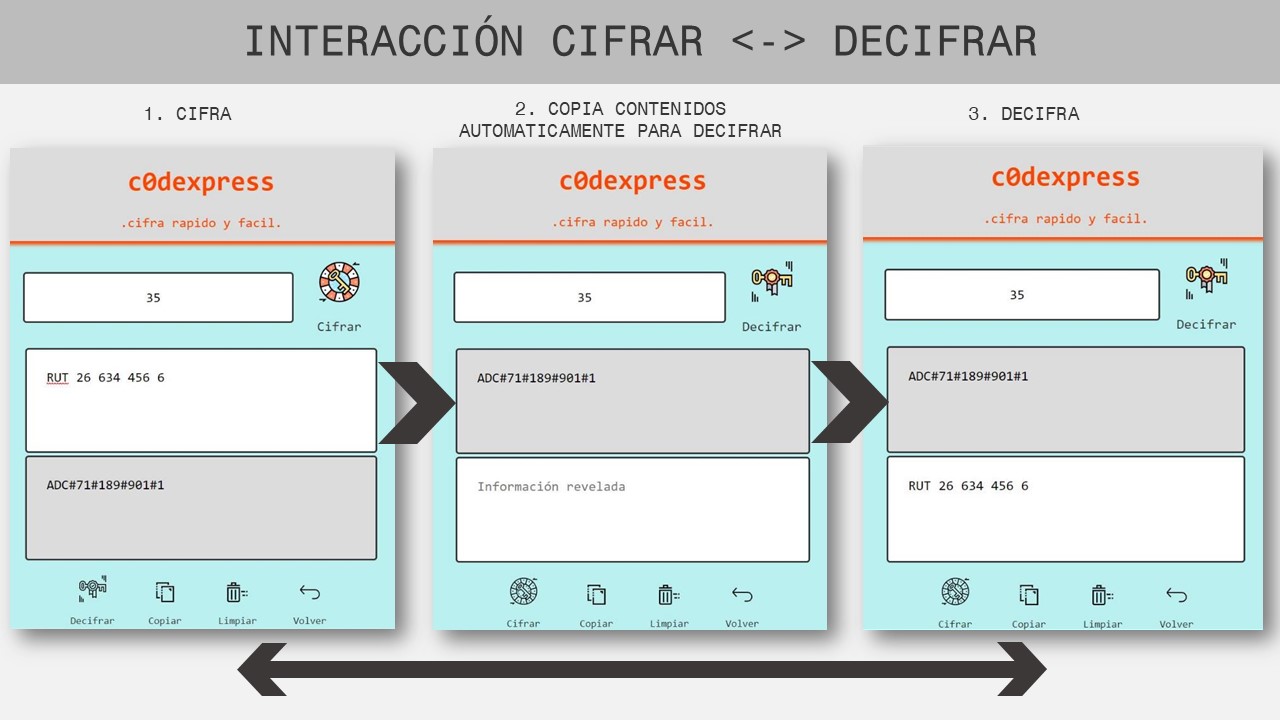 INTERACCIÓN CIFRAR <-> DECIFRAR
1. CIFRA
2. COPIA CONTENIDOS
AUTOMATICAMENTE PARA DECIFRAR
3. DECIFRA
c0dexpress
.cifra rapido y facil.
35
Cifrar
RUT 26 634 456 6
ADC#71#189#901#1
Decifrar
Copiar
Limpiar
Volver
c0dexpress
.cifra rapido y facil.
35
Decifrar
ADC#71#189#901#1
Información revelada
Cifrar
Copiar
Limpiar
Volver
c0dexpress
.cifra rapido y facil.
35
Decifrar
ADC#71#189#901#1
RUT 26 634 456 6
Cifrar
Copiar
Limpiar
Volver